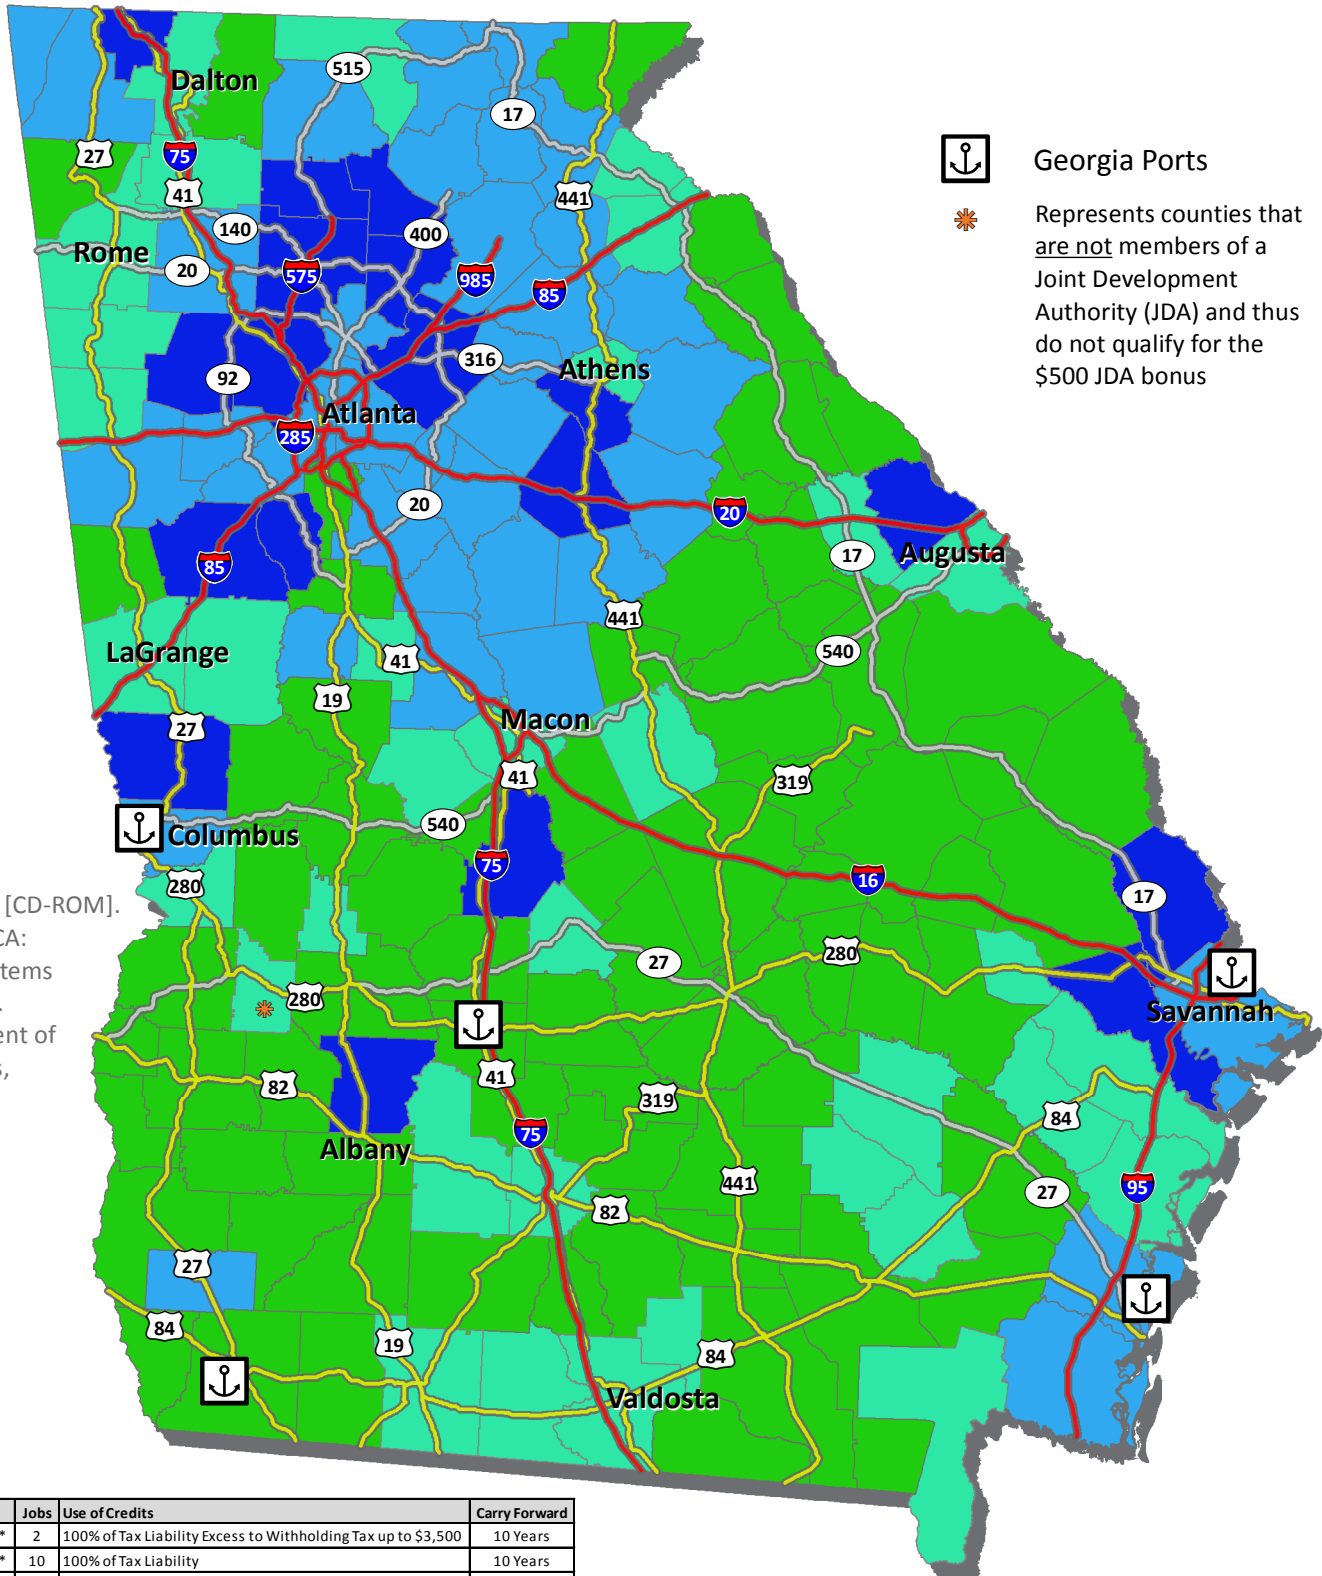 Dalton
515
17
27
75
41
441
140
400
Rome
20
575
985
85
316
92
Athens
Atlanta
285
20
20
85
17
Augusta
441
540
LaGrange
41
19
27
Macon
41
319
Columbus
540
75
280
16
17
27
280
280
Savannah
41
82
319
84
75
Albany
441
95
27
82
27
84
19
84
Valdosta
Georgia Ports
Represents counties that
are not members of a
Joint Development
Authority (JDA) and thus
do not qualify for the
$500 JDA bonus
[CD-ROM].
CA:
tems
.
ent of
s,
Jobs Use of Credits Carry Forward
* 2 100% of Tax Liability Excess to Withholding Tax up to $3,500 10 Years
* 10 100% of Tax Liability 10 Years